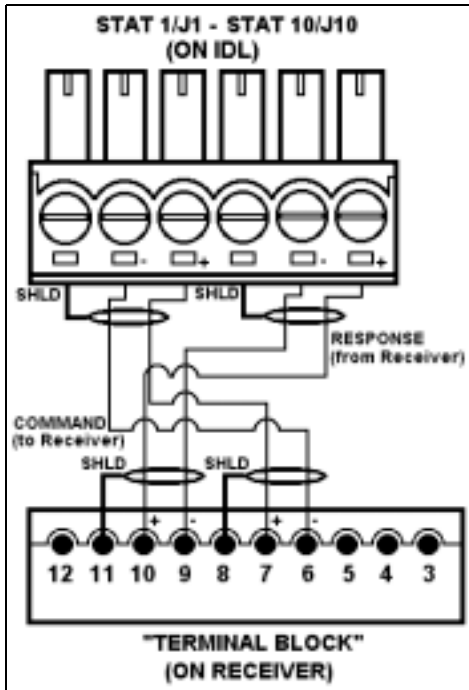 STAT 1/J1 - STAT 10/J10
(ON IDL)
- + - +
SHLD SHLD
RESPONSE
(from Receiver)
COMMAND
(to Receiver)
SHLD SHLD
+ - + -
12 11 10 9 8 7 6 5 4 3
"TERMINAL BLOCK"
(ON RECEIVER)